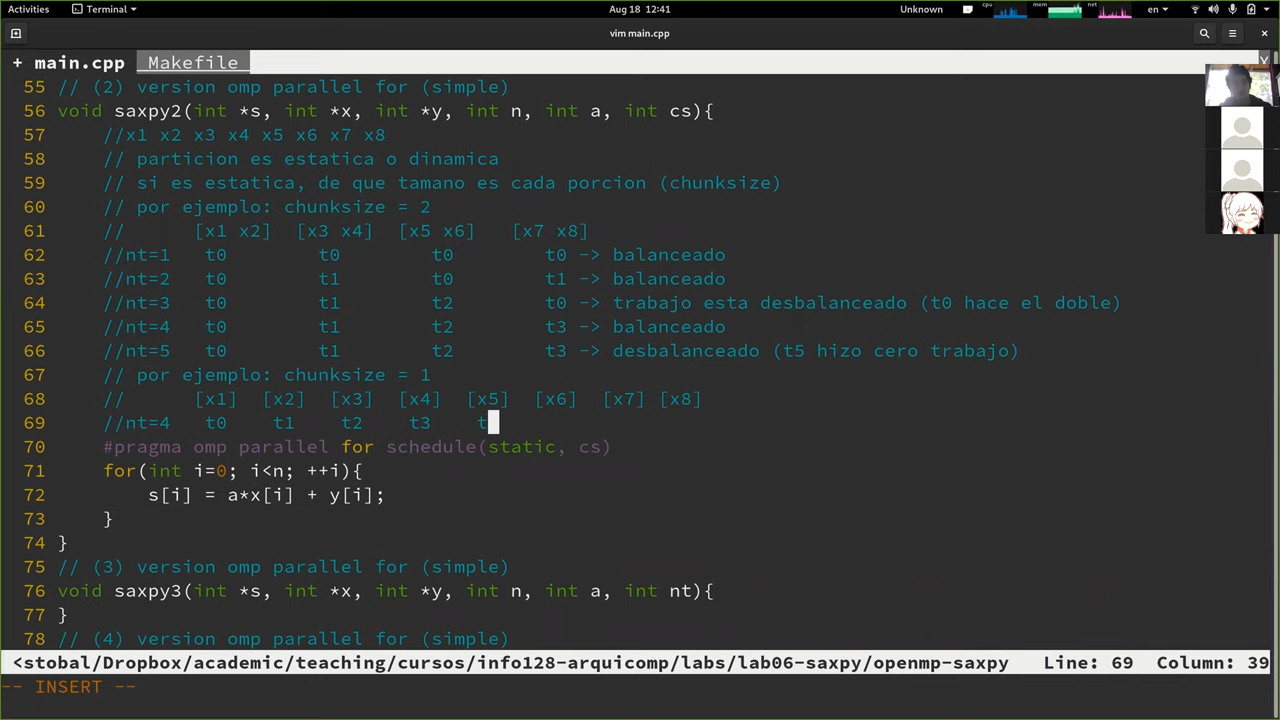 Activities Terminal Aug 18 12:41 Unknown cpu mem net en
vim main.cpp
+ main.cpp Makefile
55 // (2) version omp parallel for (simple)
56 void saxpy2(int *s, int *x, int *y, int n, int a, int cs){
57 //x1 x2 x3 x4 x5 x6 x7 x8
58 // particion es estatica o dinamica
59 // si es estatica, de que tamano es cada porcion (chunksize)
60 // por ejemplo: chunksize = 2
61 // [x1 x2] [x3 x4] [x5 x6] [x7 x8]
62 //nt=1 t0 t0 t0 t0 -> balanceado
63 //nt=2 t0 t1 t0 t1 -> balanceado
64 //nt=3 t0 t1 t2 t0 -> trabajo esta desbalanceado (t0 hace el doble)
65 //nt=4 t0 t1 t2 t3 -> balanceado
66 //nt=5 t0 t1 t2 t3 -> desbalanceado (t5 hizo cero trabajo)
67 // por ejemplo: chunksize = 1
68 // [x1] [x2] [x3] [x4] [x5] [x6] [x7] [x8]
69 //nt=4 t0 t1 t2 t3 t
70 #pragma omp parallel for schedule(static, cs)
71 for(int i=0; i<n; ++i){
72 s[i] = a*x[i] + y[i];
73 }
74 }
75 // (3) version omp parallel for (simple)
76 void saxpy3(int *s, int *x, int *y, int n, int a, int nt){
77 }
78 // (4) version omp parallel for (simple)
<stobal/Dropbox/academic/teaching/cursos/info128-arquicomp/labs/lab06-saxpy/openmp-saxpy Line: 69 Column: 39
-- INSERT --